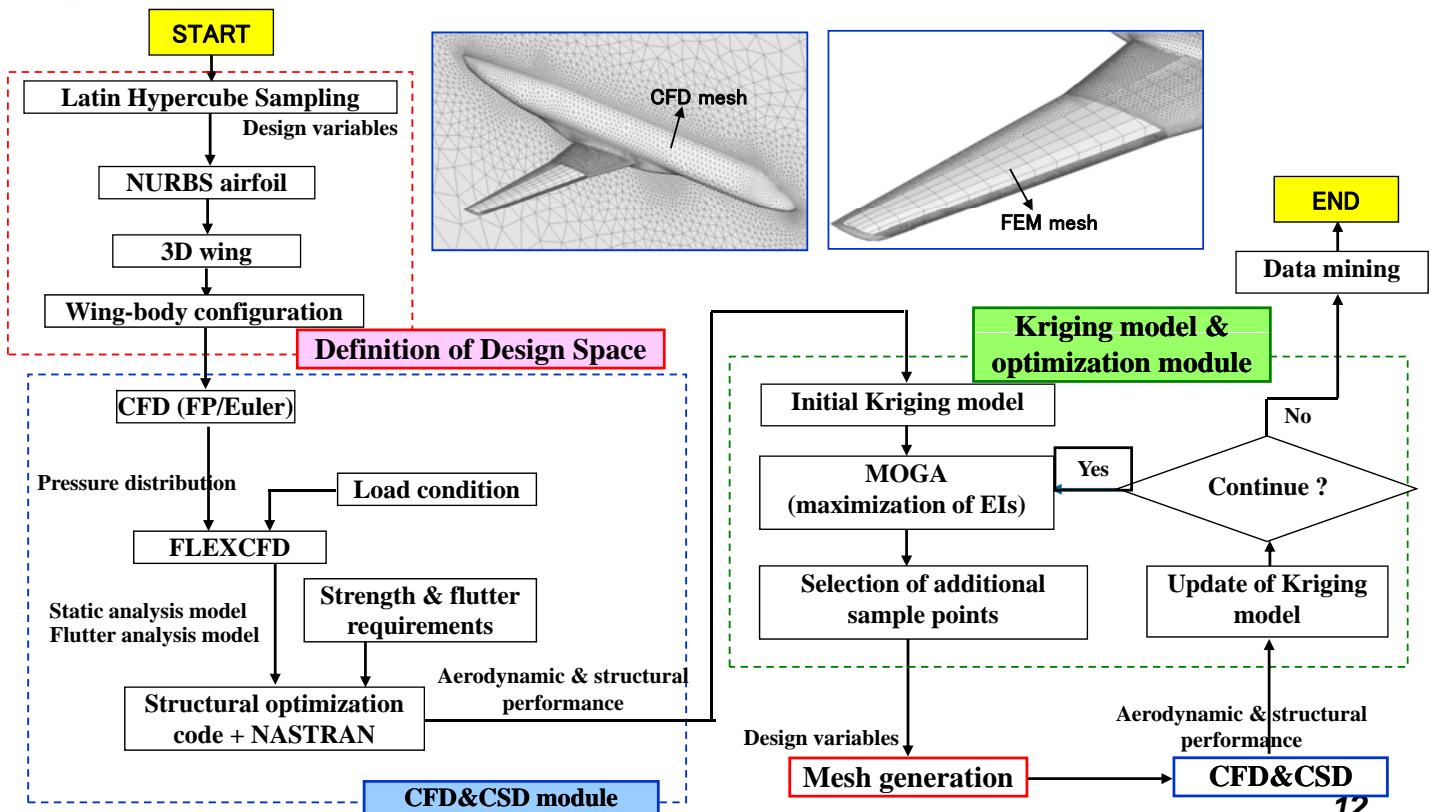 START
Latin Hypercube Sampling
Design variables
NURBS airfoil
3D wing
Wing-body configuration
Definition of Design Space
CFD mesh
FEM mesh
CFD (FP/Euler)
Pressure distribution
Load condition
FLEXCFD
Static analysis model
Flutter analysis model
Strength & flutter
requirements
Structural optimization
code + NASTRAN
Aerodynamic & structural
performance
CFD&CSD module
Kriging model &
optimization module
Initial Kriging model
MOGA
(maximization of EIs)
Selection of additional
sample points
Design variables
Mesh generation
CFD&CSD
Aerodynamic & structural
performance
Update of Kriging
model
Continue ?
Yes
No
Data mining
END
12